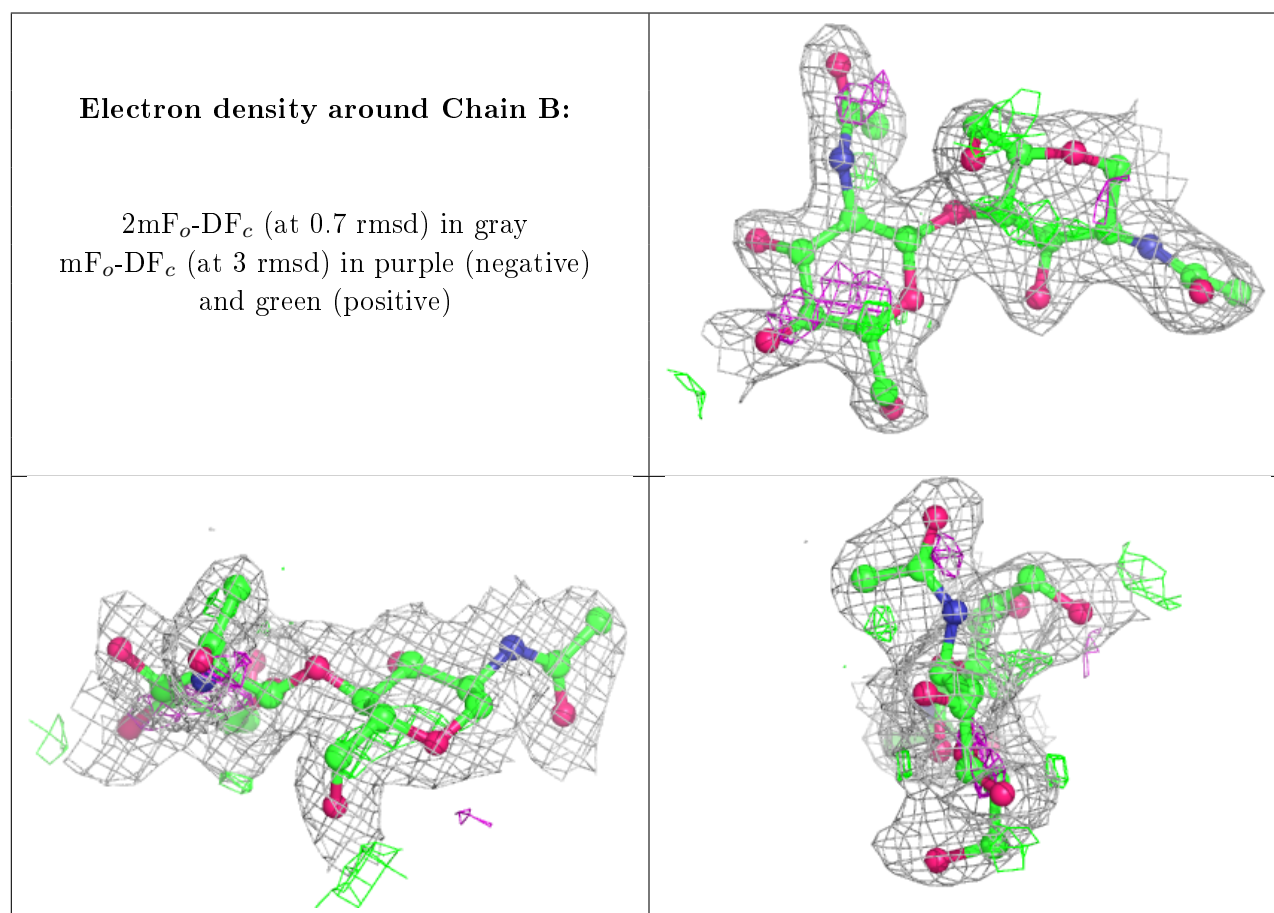 Electron density around Chain B:
2mFo-DFc (at 0.7 rmsd) in gray
mFo-DFc (at 3 rmsd) in purple (negative)
and green (positive)